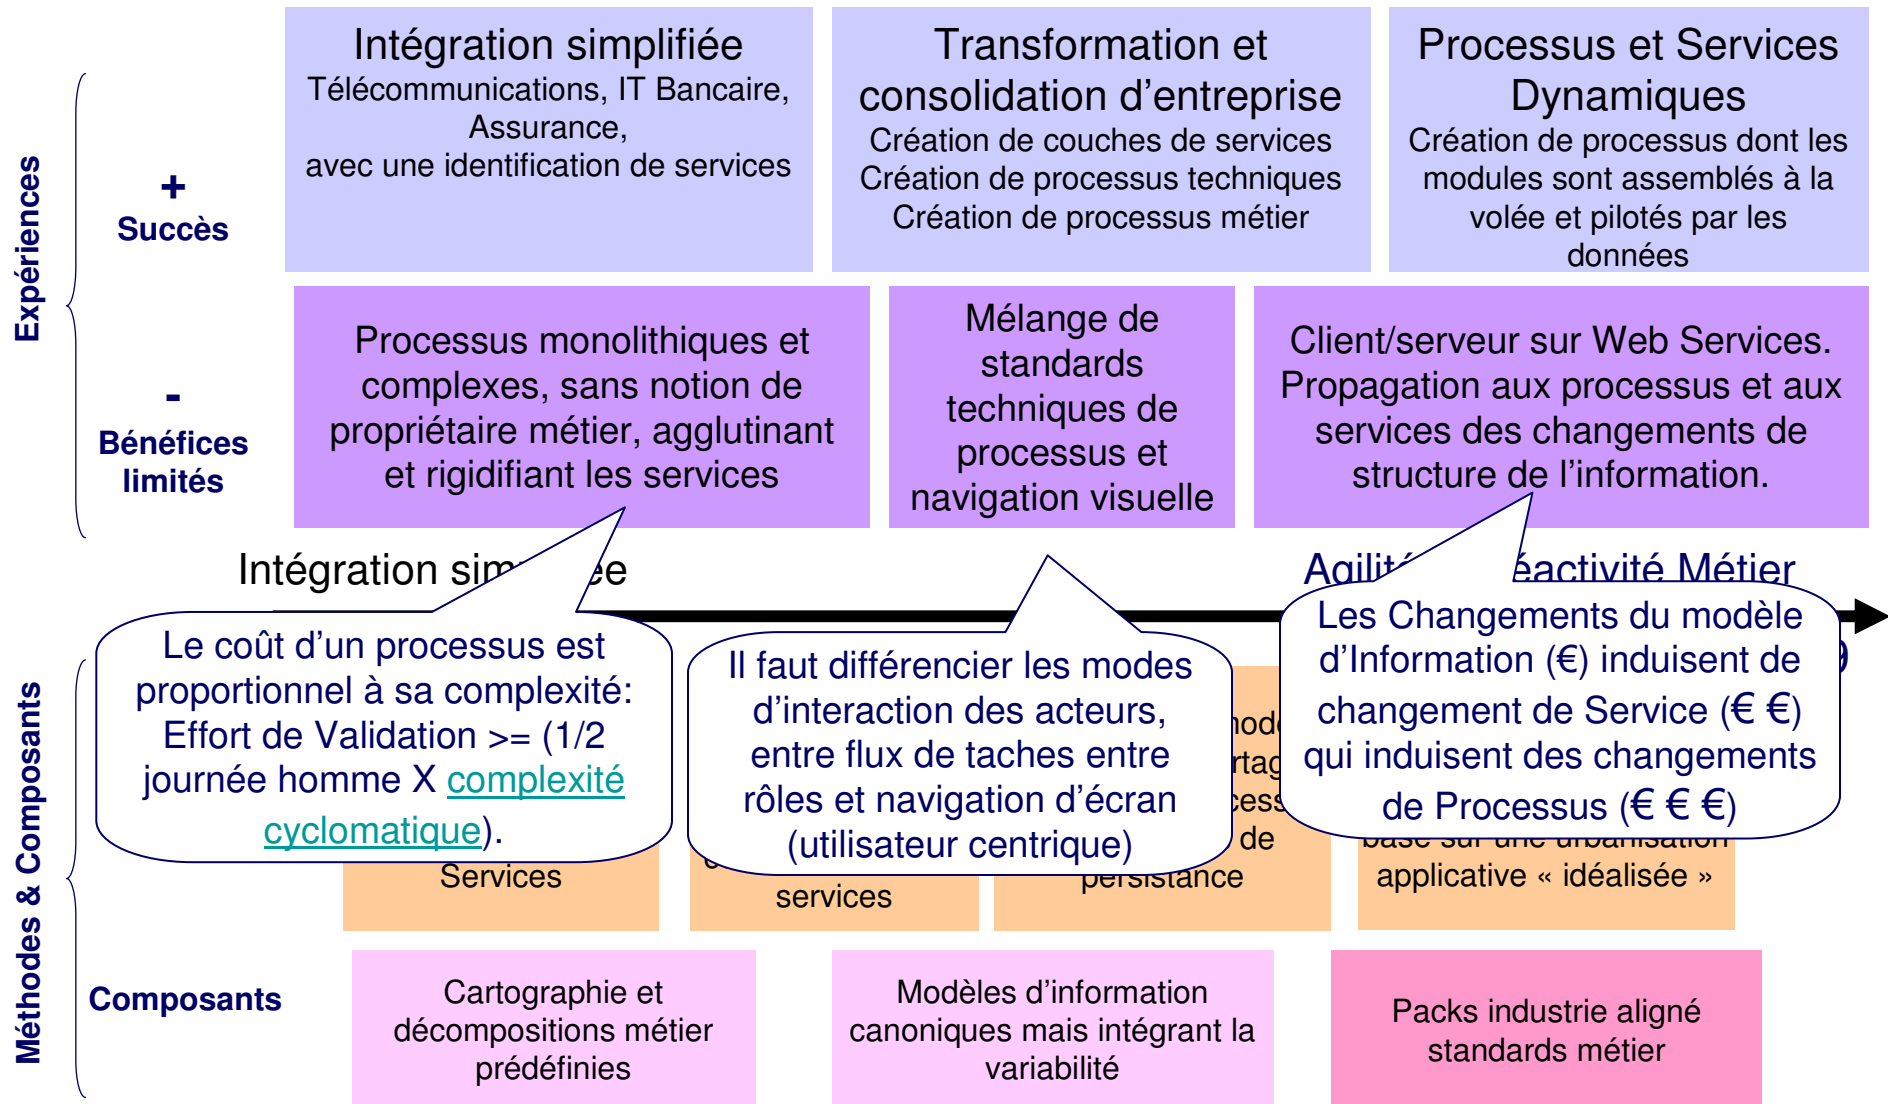 Expériences
+
Succès
Intégration simplifiée
Télécommunications, IT Bancaire,
Assurance,
avec une identification de services
Transformation et
consolidation d’entreprise
Création de couches de services
Création de processus techniques
Création de processus métier
Processus et Services
Dynamiques
Création de processus dont les
modules sont assemblés à la
volée et pilotés par les
données
-
Bénéfices
limités
Processus monolithiques et
complexes, sans notion de
propriétaire métier, agglutinant
et rigidifiant les services
Mélange de
standards
techniques de
processus et
navigation visuelle
Client/serveur sur Web Services.
Propagation aux processus et aux
services des changements de
structure de l’information.
Intégration
Métier
Le coût d’un processus est
proportionnel à sa complexité:
Effort de Validation >= (1/2
journée homme X complexité
cyclomatique).
Il faut différencier les modes
d’interaction des acteurs,
entre flux de taches entre
rôles et navigation d’écran
(utilisateur centrique)
Les Changements du modèle
d’Information (€) induisent de
changement de Service (€ €)
qui induisent des changements
de Processus (€ € €)
Méthodes & Composants
Services
services
de
persistance
base sur une urbanisation
applicative « idéalisée »
Composants
Cartographie et
décompositions métier
prédéfinies
Modèles d’information
canoniques mais intégrant la
variabilité
Packs industrie aligné
standards métier